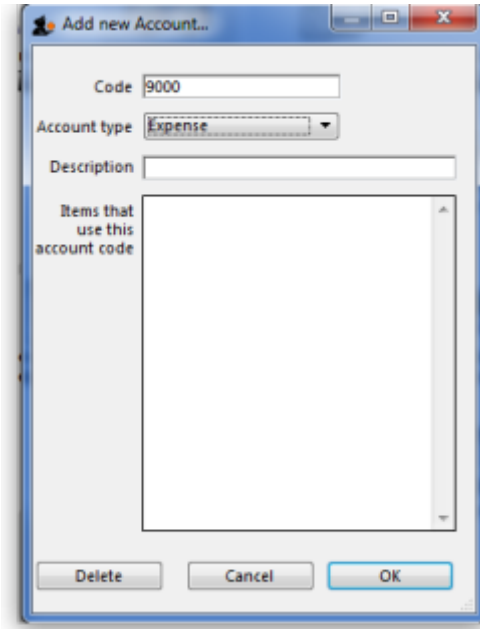 Add new Account...
Code 9000
Account type Expense
Description
Items that
use this
account code
Delete Cancel OK